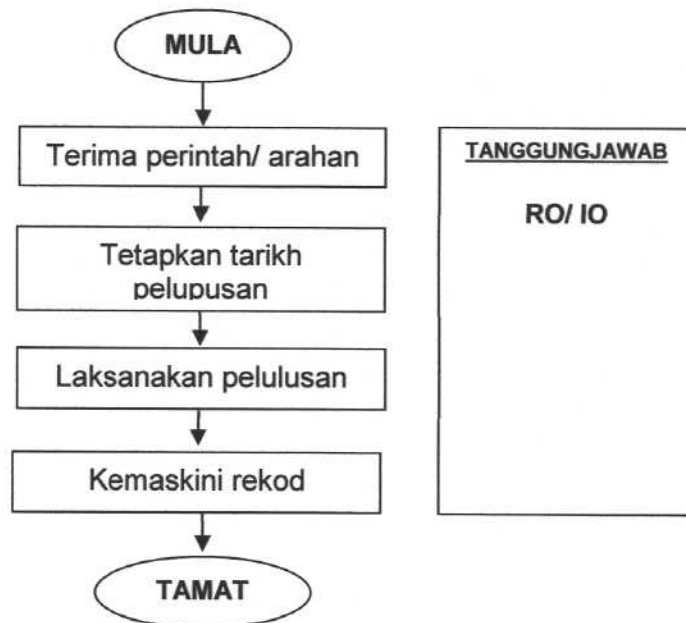 MULA
Terima perintah/ arahan
Tetapkan tarikh
pelupusan
Laksanakan pelulusan
Kemaskini rekod
TAMAT
TANGGUNGJAWAB
RO/ IO